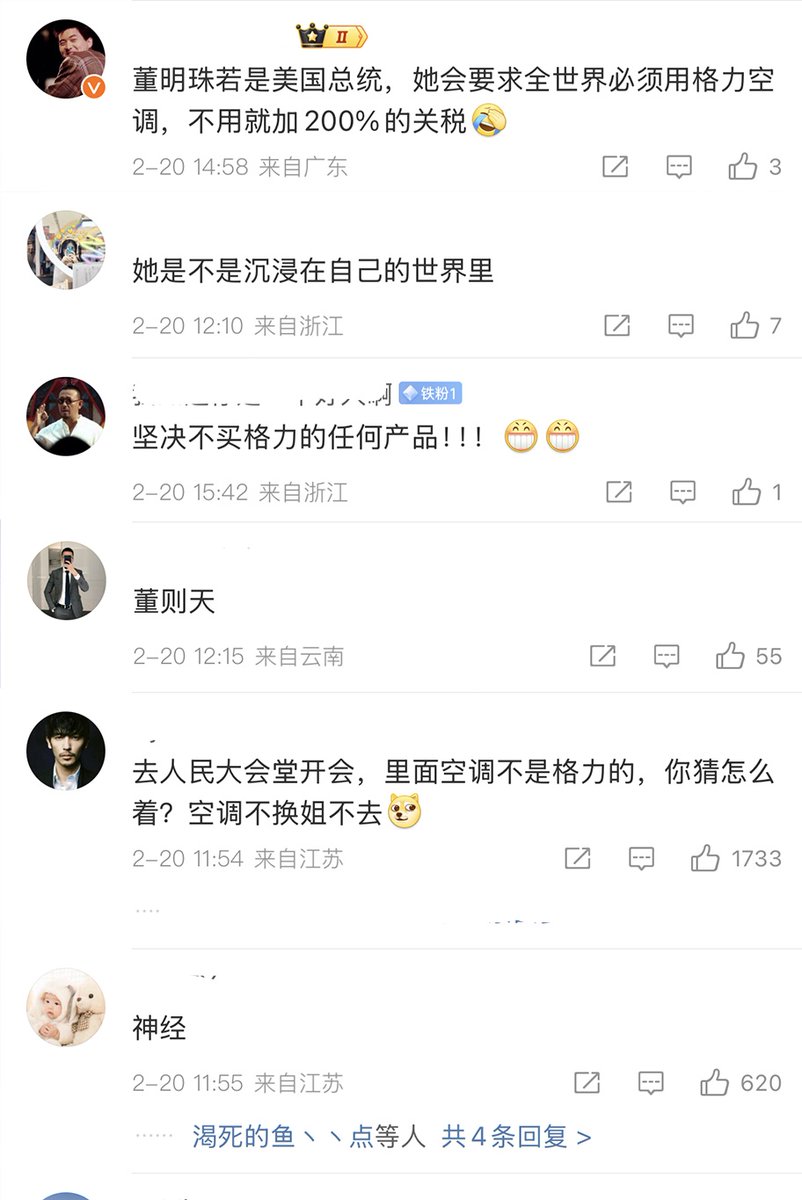 II
董明珠若是美国总统，她会要求全世界必须用格力空
调，不用就加200%的关税
2-20 14:58 来自广东
3
她是不是沉浸在自己的世界里
2-20 12:10 来自浙江
7
铁粉1
坚决不买格力的任何产品!!!
2-20 15:42 来自浙江
1
董则天
2-20 12:15 来自云南
55
去人民大会堂开会，里面空调不是格力的，你猜怎么
着？空调不换姐不去
2-20 11:54 来自江苏
1733
神经
2-20 11:55 来自江苏
620
渴死的鱼丶丶点等人 共4条回复 >